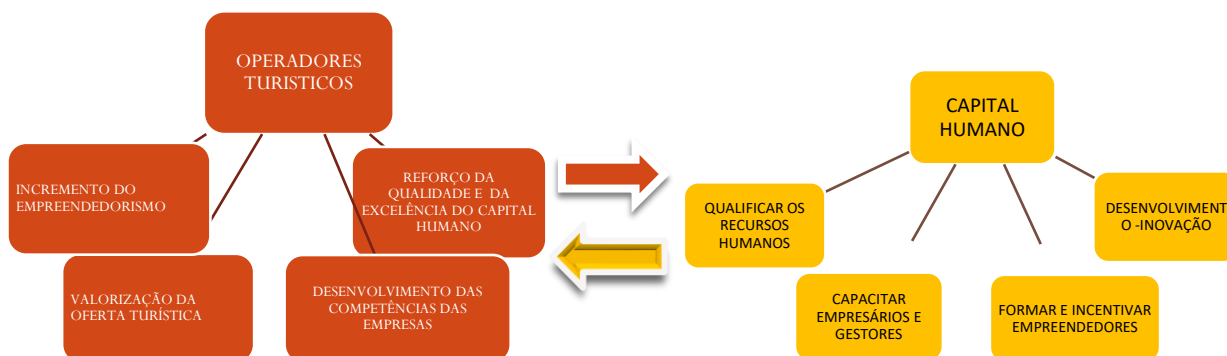 OPERADORES
TURISTICOS
INCREMENTO DO
EMPREENDEDORISMO
REFORÇO DA
QUALIDADE E DA
EXCELÊNCIA DO CAPITAL
HUMANO
VALORIZAÇÃO DA
OFERTA TURÍSTICA
DESENVOLVIMENTO DAS
COMPETÊNCIAS DAS
EMPRESAS
CAPITAL
HUMANO
QUALIFICAR OS
RECURSOS
HUMANOS
DESENVOLVIMENT
O -INOVAÇÃO
CAPACITAR
EMPRESÁRIOS E
GESTORES
FORMAR E INCENTIVAR
EMPREENDEDORES